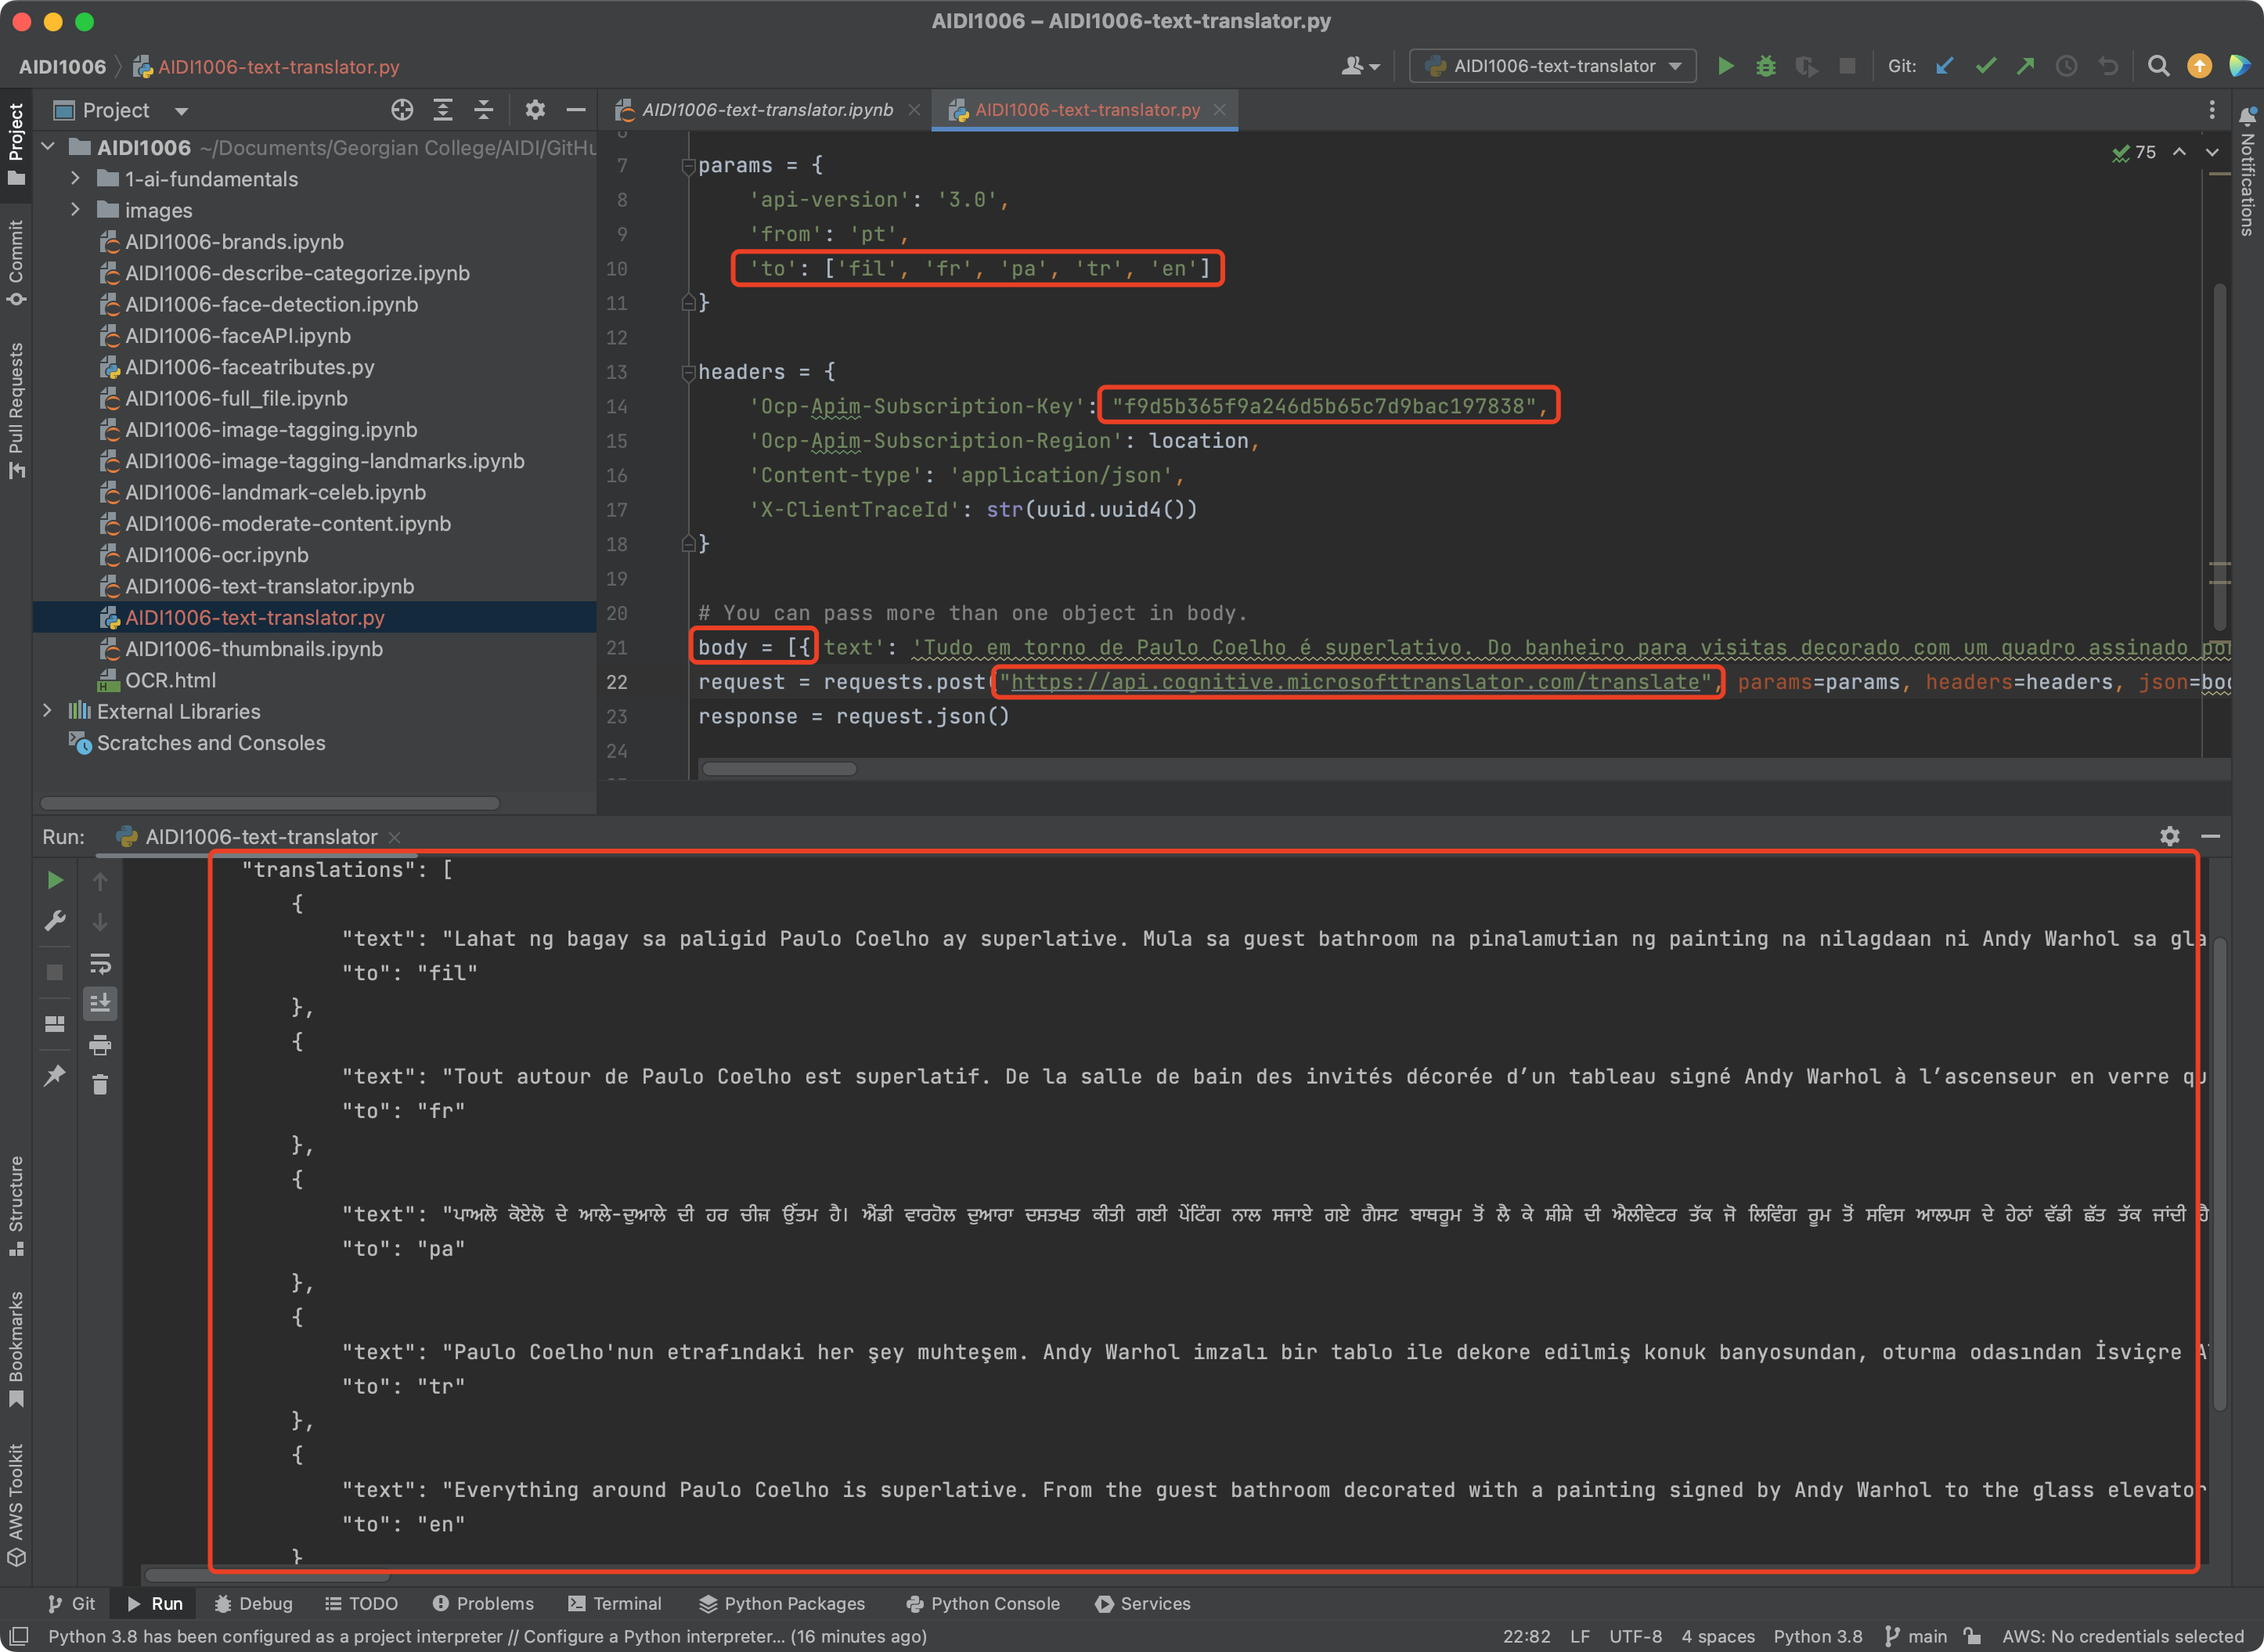 AIDI1006 – AIDI1006-text-translator.py
AIDI1006 AIDI1006-text-translator.py
AIDI1006-text-translator
Git:
Project
AIDI1006-text-translator.ipynb
AIDI1006-text-translator.py
Project
Commit
Pull Requests
AIDI1006 ~/Documents/Georgian College/AIDI/GitHu
1-ai-fundamentals
images
AIDI1006-brands.ipynb
AIDI1006-describe-categorize.ipynb
AIDI1006-face-detection.ipynb
AIDI1006-faceAPI.ipynb
AIDI1006-faceatributes.py
AIDI1006-full_file.ipynb
AIDI1006-image-tagging.ipynb
AIDI1006-image-tagging-landmarks.ipynb
AIDI1006-landmark-celeb.ipynb
AIDI1006-moderate-content.ipynb
AIDI1006-ocr.ipynb
AIDI1006-text-translator.ipynb
AIDI1006-text-translator.py
AIDI1006-thumbnails.ipynb
OCR.html
External Libraries
Scratches and Consoles
75
Notifications
7 params = {
8 'api-version': '3.0',
9 'from': 'pt',
10 'to': ['fil', 'fr', 'pa', 'tr', 'en']
11 }
12
13 headers = {
14 'Ocp-Apim-Subscription-Key': "f9d5b365f9a246d5b65c7d9bac197838",
15 'Ocp-Apim-Subscription-Region': location,
16 'Content-type': 'application/json',
17 'X-ClientTraceId': str(uuid.uuid4())
18 }
19
20 # You can pass more than one object in body.
21 body = [{ text': 'Tudo em torno de Paulo Coelho é superlativo. Do banheiro para visitas decorado com um quadro assinado por
22 request = requests.post("https://api.cognitive.microsofttranslator.com/translate", params=params, headers=headers, json=bod
23 response = request.json()
24
Run: AIDI1006-text-translator
"translations": [
{
"text": "Lahat ng bagay sa paligid Paulo Coelho ay superlative. Mula sa guest bathroom na pinalamutian ng painting na nilagdaan ni Andy Warhol sa gla
"to": "fil"
},
{
"text": "Tout autour de Paulo Coelho est superlatif. De la salle de bain des invités décorée d’un tableau signé Andy Warhol à l’ascenseur en verre qu
"to": "fr"
},
{
"text": "ਪਾਅਲੋ ਕੋਏਲੋ ਦੇ ਆਲੇ-ਦੁਆਲੇ ਦੀ ਹਰ ਚੀਜ਼ ਉੱਤਮ ਹੈ। ਐਂਡੀ ਵਾਰਹੋਲ ਦੁਆਰਾ ਦਸਤਖਤ ਕੀਤੀ ਗਈ ਪੇਂਟਿੰਗ ਨਾਲ ਸਜਾਏ ਗਏ ਗੈਸਟ ਬਾਥਰੂਮ ਤੋਂ ਲੈ ਕੇ ਸ਼ੀਸ਼ੇ ਦੀ ਐਲੀਵੇਟਰ ਤੱਕ ਜੋ ਲਿਵਿੰਗ ਰੂਮ ਤੋਂ ਸਵਿਸ ਆਲਪਸ ਦੇ ਹੇਠਾਂ ਵੱਡੀ ਛੱਤ ਤੱਕ ਜਾਂਦੀ ਹੈ
"to": "pa"
},
{
"text": "Paulo Coelho'nun etrafındaki her şey muhteşem. Andy Warhol imzalı bir tablo ile dekore edilmiş konuk banyosundan, oturma odasından İsviçre A
"to": "tr"
},
{
"text": "Everything around Paulo Coelho is superlative. From the guest bathroom decorated with a painting signed by Andy Warhol to the glass elevator
"to": "en"
}
Structure
Bookmarks
AWS Toolkit
Git Run Debug TODO Problems Terminal Python Packages Python Console Services
Python 3.8 has been configured as a project interpreter // Configure a Python interpreter... (16 minutes ago)
22:82 LF UTF-8 4 spaces Python 3.8 main AWS: No credentials selected